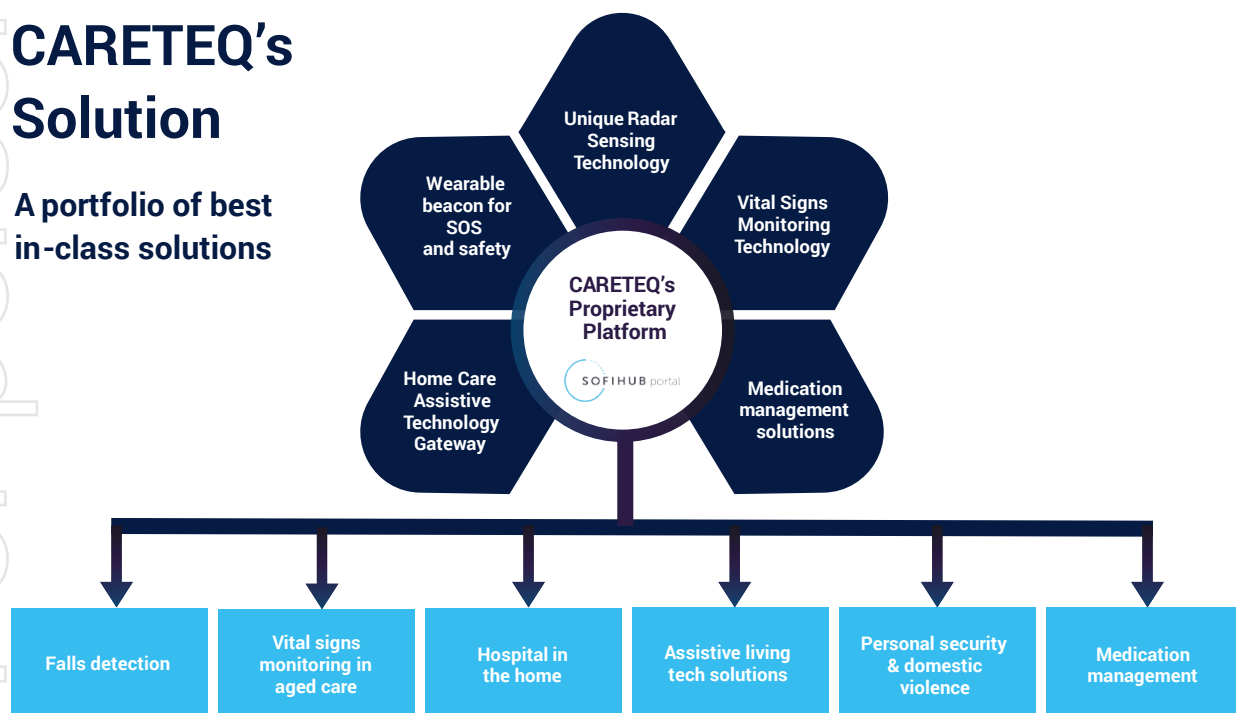 CARETEQ's
Solution
A portfolio of best
in-class solutions
Unique Radar
Sensing
Technology
Wearable
beacon for
SOS
and safety
Vital Signs
Monitoring
Technology
CARETEQ's
Proprietary
Platform
SOFIHUB portal
Home Care
Assistive
Technology
Gateway
Medication
management
solutions
Falls detection
Vital signs
monitoring in
aged care
Hospital in
the home
Assistive living
tech solutions
Personal security
& domestic
violence
Medication
management